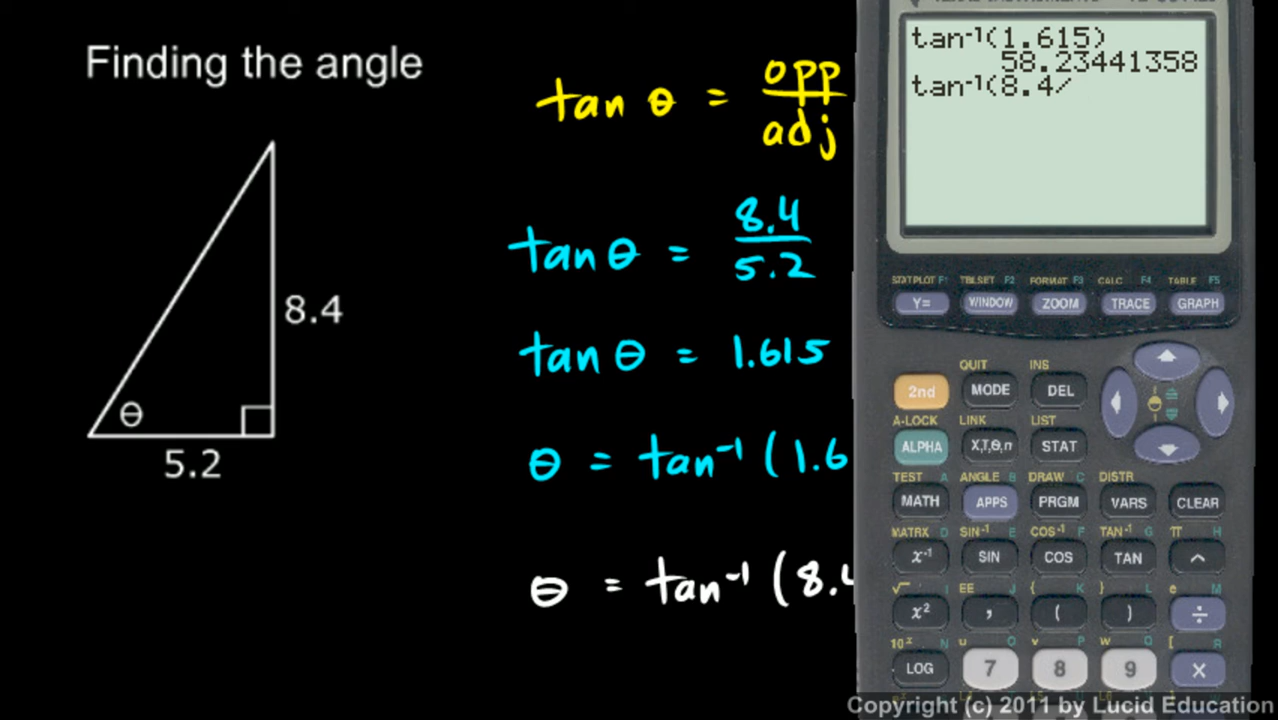 Finding the angle
tan θ = opp
adj
tan θ = 8.4
5.2
tan θ = 1.615
θ = tan⁻¹ (1.6
θ = tan⁻¹ (8.4
θ
8.4
5.2
tan⁻¹(1.615)
58.23441358
tan⁻¹(8.4/
STATPLOT F1 TBLSET F2 FORMAT F3 CALC F4 TABLE F5
Y= WINDOW ZOOM TRACE GRAPH
QUIT INS
2nd MODE DEL
A-LOCK LINK LIST
ALPHA X,T,θ,n STAT
TEST A ANGLE B DRAW C DISTR
MATH APPS PRGM VARS CLEAR
MATRX D SIN⁻¹ E COS⁻¹ F TAN⁻¹ G π H
x⁻¹ SIN COS TAN ^
√ I EE J { K } L e M
x² , ( ) ÷
10ˣ N u O v P w Q [ R
LOG 7 8 9 ×
Copyright (c) 2011 by Lucid Education